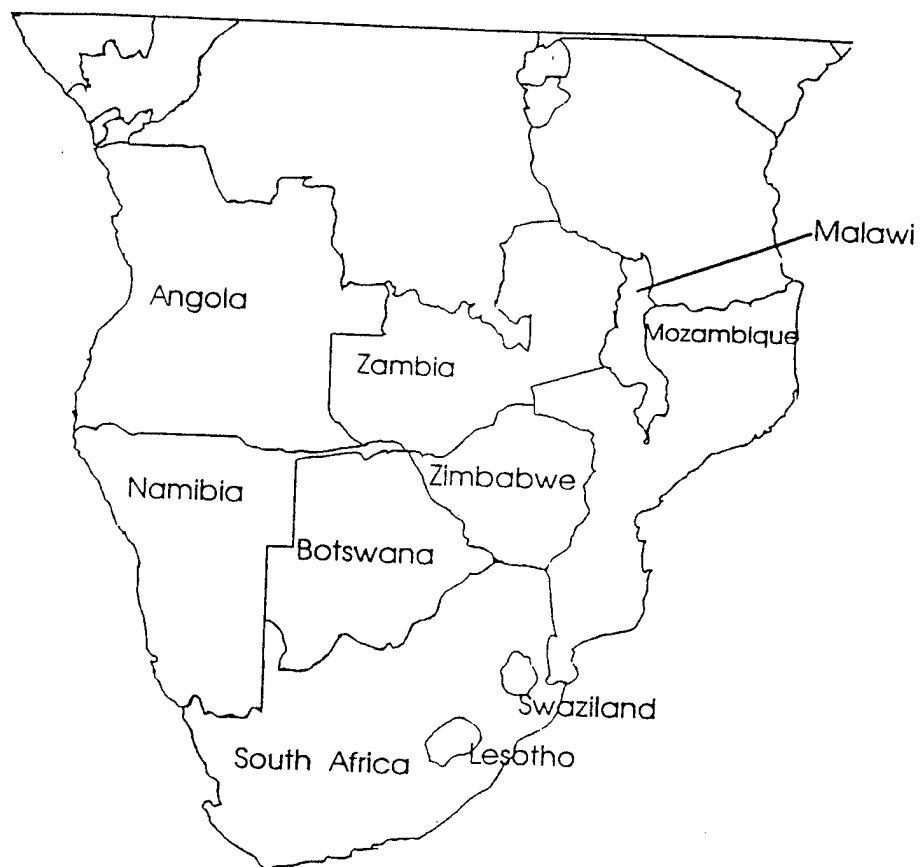 Malawi
Angola
Mozambique
Zambia
Zimbabwe
Namibia
Botswana
Swaziland
South Africa
Lesotho